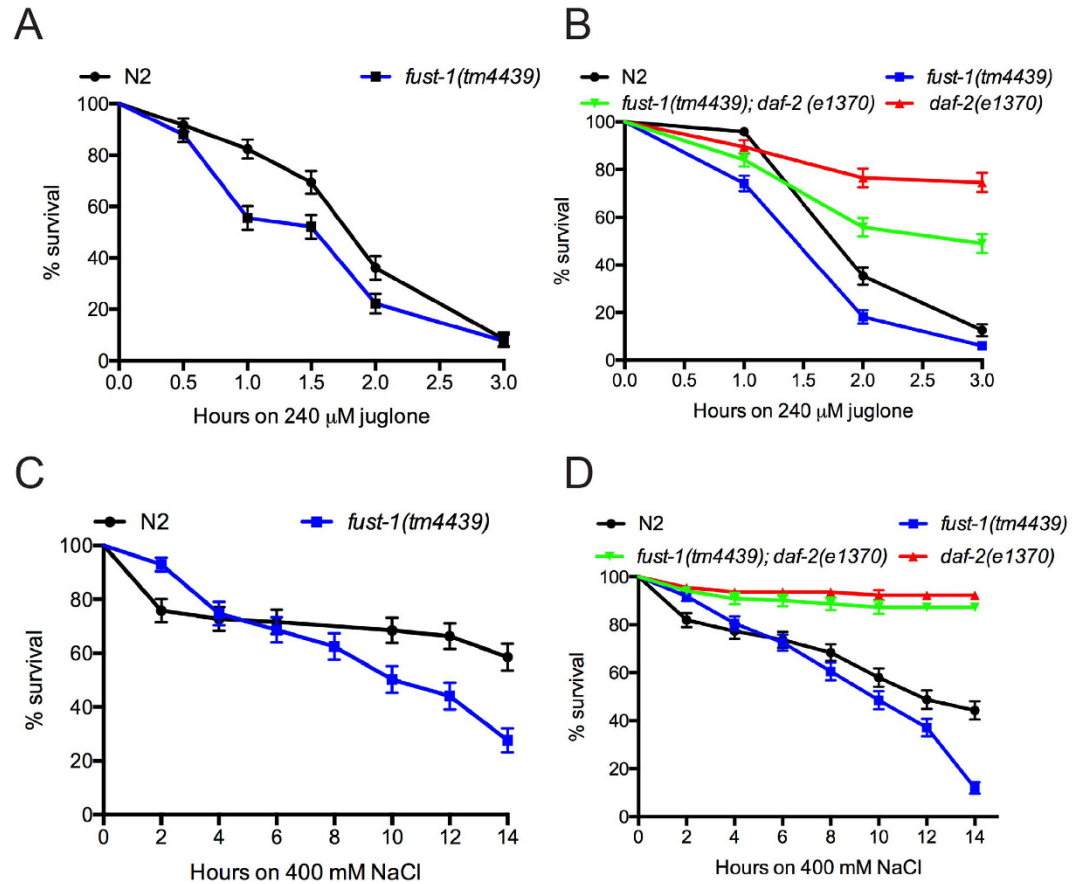 A
N2 fust-1(tm4439)
100
80
60
40
20
0
% survival
0.0 0.5 1.0 1.5 2.0 2.5 3.0
Hours on 240 μM juglone
B
N2 fust-1(tm4439)
fust-1(tm4439); daf-2 (e1370) daf-2(e1370)
100
80
60
40
20
0
% survival
0.0 0.5 1.0 1.5 2.0 2.5 3.0
Hours on 240 μM juglone
C
N2 fust-1(tm4439)
100
80
60
40
20
0
% survival
0 2 4 6 8 10 12 14
Hours on 400 mM NaCl
D
N2 fust-1(tm4439)
fust-1(tm4439); daf-2(e1370) daf-2(e1370)
100
80
60
40
20
0
% survival
0 2 4 6 8 10 12 14
Hours on 400 mM NaCl